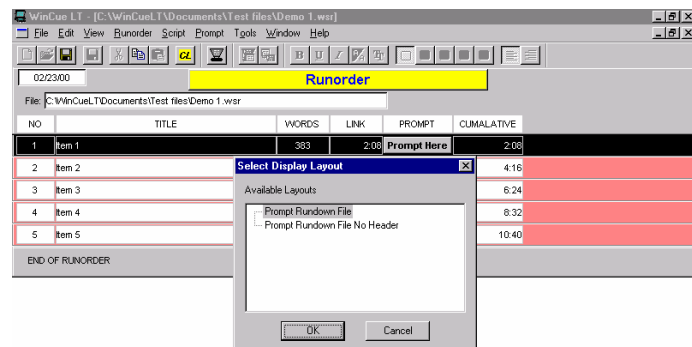 WinCue LT - [C:\WinCueLT\Documents\Test files\Demo 1.wsr]
File Edit View Runorder Script Prompt Tools Window Help
CL B U I
02/23/00 Runorder
File: C:\WinCueLT\Documents\Test files\Demo 1.wsr
NO TITLE WORDS LINK PROMPT CUMALATIVE
1 Item 1 383 2:08 Prompt Here 2:08
2 Item 2 4:16
3 Item 3 6:24
4 Item 4 8:32
5 Item 5 10:40
END OF RUNORDER
Select Display Layout
Available Layouts
Prompt Rundown File
Prompt Rundown File No Header
OK Cancel